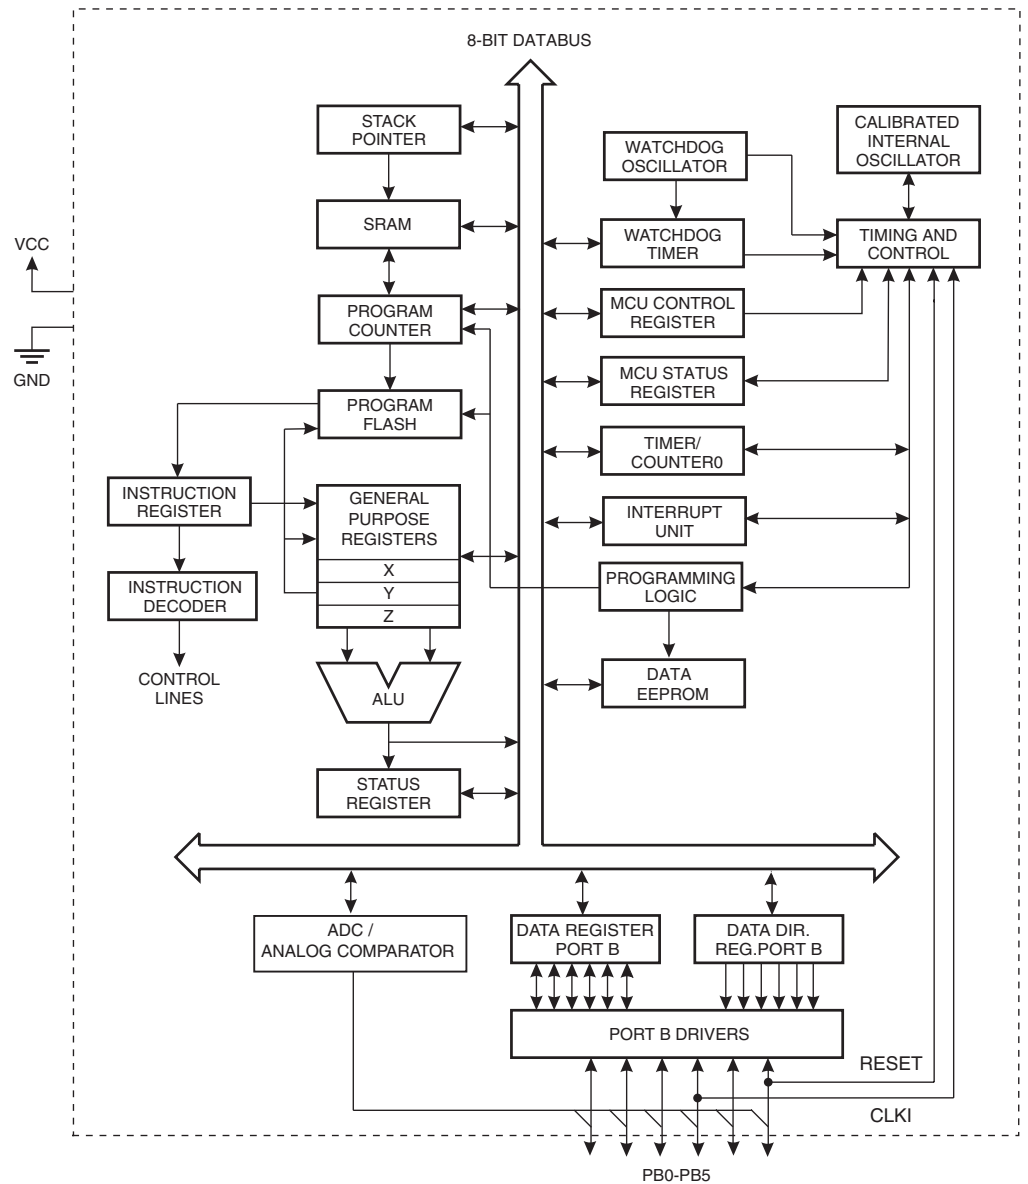 8-BIT DATABUS
STACK
POINTER
SRAM
PROGRAM
COUNTER
PROGRAM
FLASH
VCC
GND
INSTRUCTION
REGISTER
INSTRUCTION
DECODER
CONTROL
LINES
GENERAL
PURPOSE
REGISTERS
X
Y
Z
ALU
STATUS
REGISTER
WATCHDOG
OSCILLATOR
CALIBRATED
INTERNAL
OSCILLATOR
WATCHDOG
TIMER
TIMING AND
CONTROL
MCU CONTROL
REGISTER
MCU STATUS
REGISTER
TIMER/
COUNTER0
INTERRUPT
UNIT
PROGRAMMING
LOGIC
DATA
EEPROM
ADC /
ANALOG COMPARATOR
DATA REGISTER
PORT B
DATA DIR.
REG.PORT B
PORT B DRIVERS
RESET
CLKI
PB0-PB5